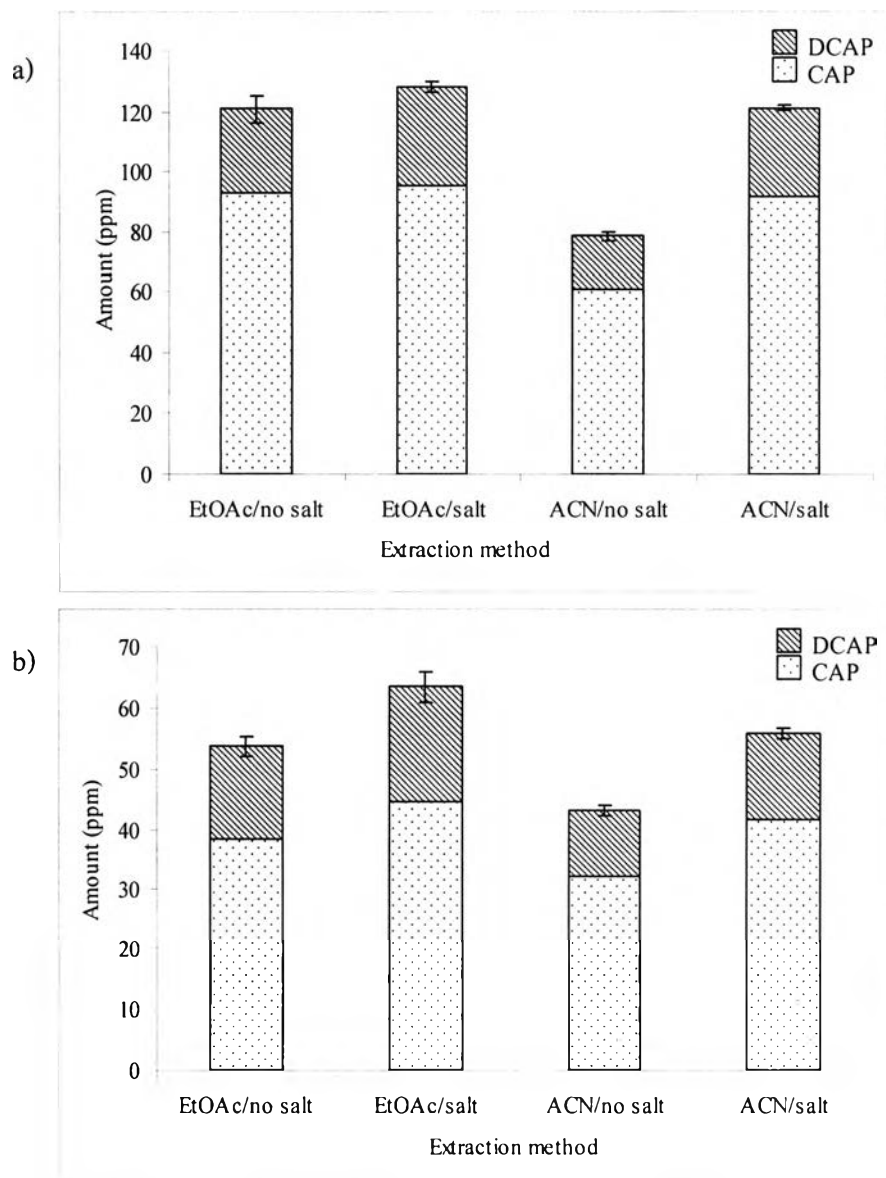 a)
DCAP
CAP
Amount (ppm)
140
120
100
80
60
40
20
0
EtOAc/no salt EtOAc/salt ACN/no salt ACN/salt
Extraction method
b)
DCAP
CAP
Amount (ppm)
70
60
50
40
30
20
10
0
EtOAc/no salt EtOAc/salt ACN/no salt ACN/salt
Extraction method